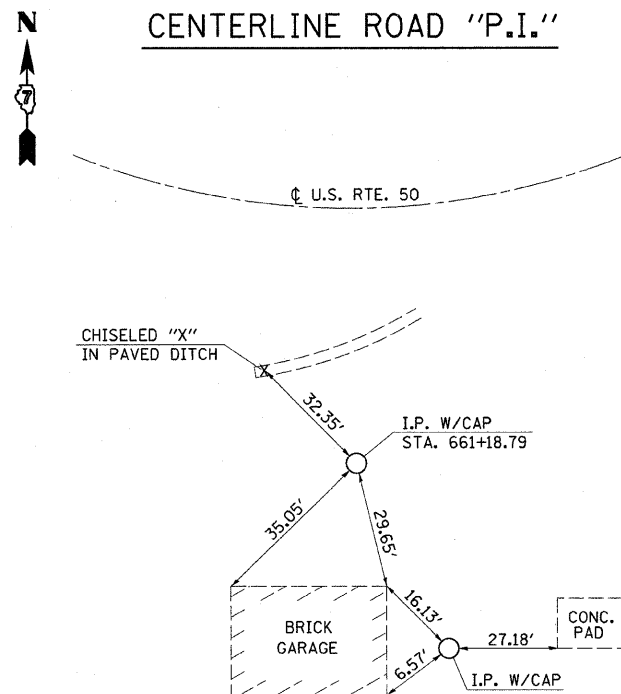 CENTERLINE ROAD "P.I."
N
7
℄ U.S. RTE. 50
CHISELED "X"
IN PAVED DITCH
X
32.35'
I.P. W/CAP
STA. 661+18.79
35.05'
29.65'
16.13'
BRICK
GARAGE
CONC.
PAD
27.18'
6.57'
I.P. W/CAP